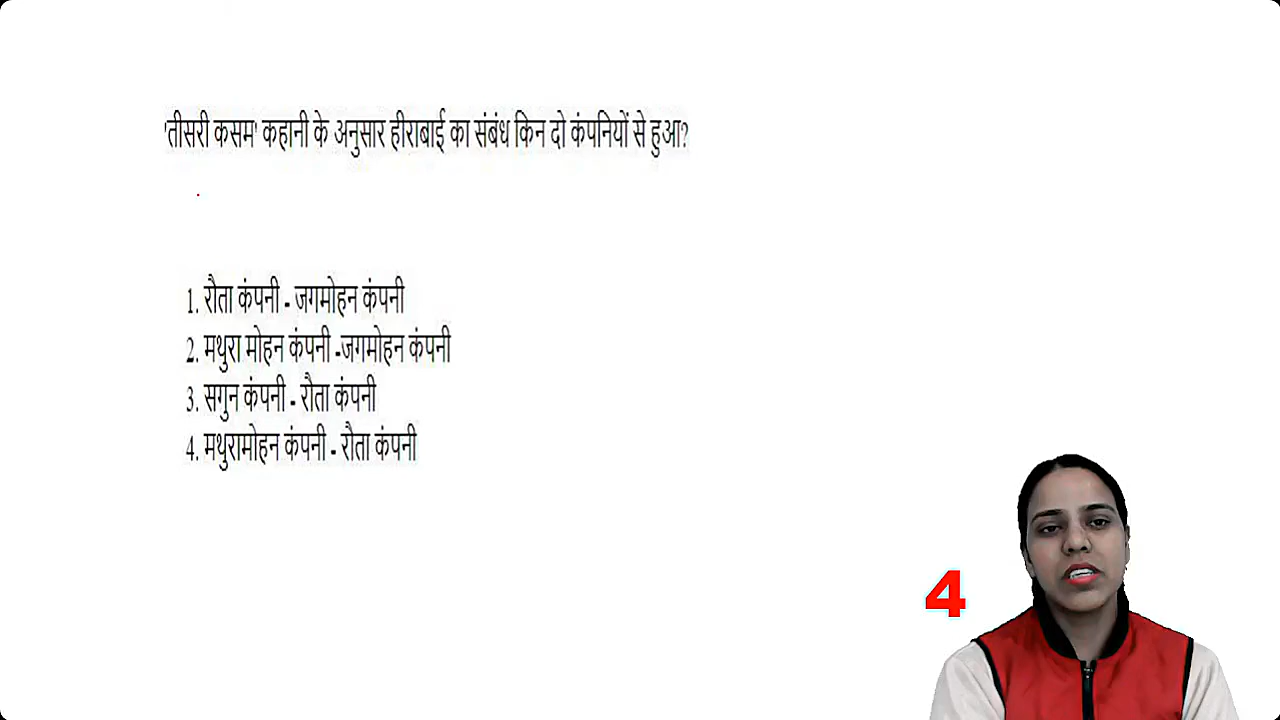 'तीसरी कसम' कहानी के अनुसार हीराबाई का संबंध किन दो कंपनियों से हुआ?
1. रौता कंपनी - जगमोहन कंपनी
2. मथुरा मोहन कंपनी -जगमोहन कंपनी
3. सगुन कंपनी - रौता कंपनी
4. मथुरामोहन कंपनी - रौता कंपनी
4